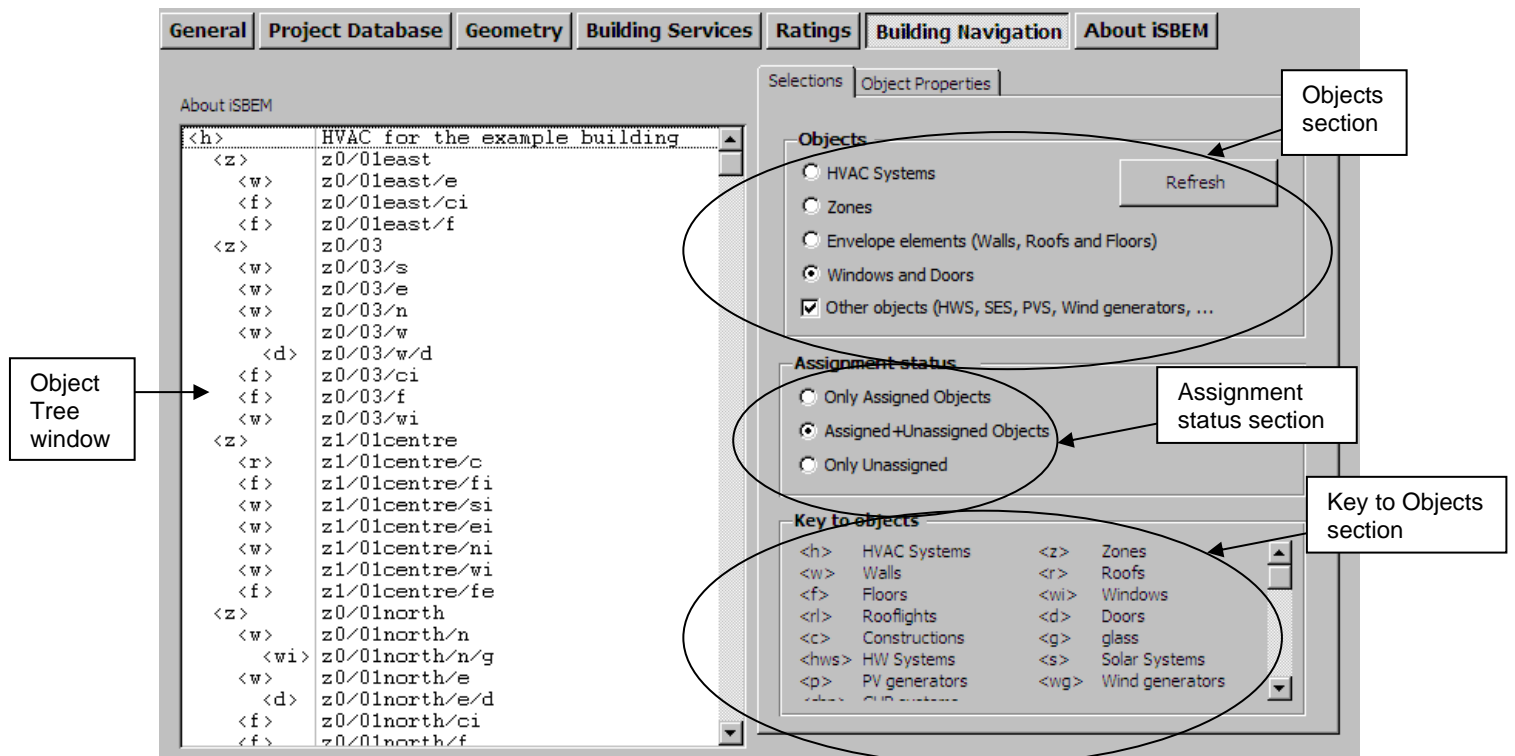 General Project Database Geometry Building Services Ratings Building Navigation About iSBEM
Selections Object Properties
Objects section
About iSBEM
<h> HVAC for the example building
<z> z0/01east
<w> z0/01east/e
<f> z0/01east/ci
<f> z0/01east/f
<z> z0/03
<w> z0/03/s
<w> z0/03/e
<w> z0/03/n
<w> z0/03/w
<d> z0/03/w/d
<f> z0/03/ci
<f> z0/03/f
<w> z0/03/wi
<z> z1/01centre
<r> z1/01centre/c
<f> z1/01centre/fi
<w> z1/01centre/si
<w> z1/01centre/ei
<w> z1/01centre/ni
<w> z1/01centre/wi
<f> z1/01centre/fe
<z> z0/01north
<w> z0/01north/n
<wi> z0/01north/n/g
<w> z0/01north/e
<d> z0/01north/e/d
<f> z0/01north/ci
<f> z0/01north/f
Object
Tree
window
Objects
HVAC Systems
Refresh
Zones
Envelope elements (Walls, Roofs and Floors)
Windows and Doors
Other objects (HWS, SES, PVS, Wind generators, ...
Assignment status
Only Assigned Objects
Assigned+Unassigned Objects
Only Unassigned
Assignment
status section
Key to Objects
section
Key to objects
<h> HVAC Systems <z> Zones
<w> Walls <r> Roofs
<f> Floors <wi> Windows
<rl> Rooflights <d> Doors
<c> Constructions <g> glass
<hws> HW Systems <s> Solar Systems
<p> PV generators <wg> Wind generators